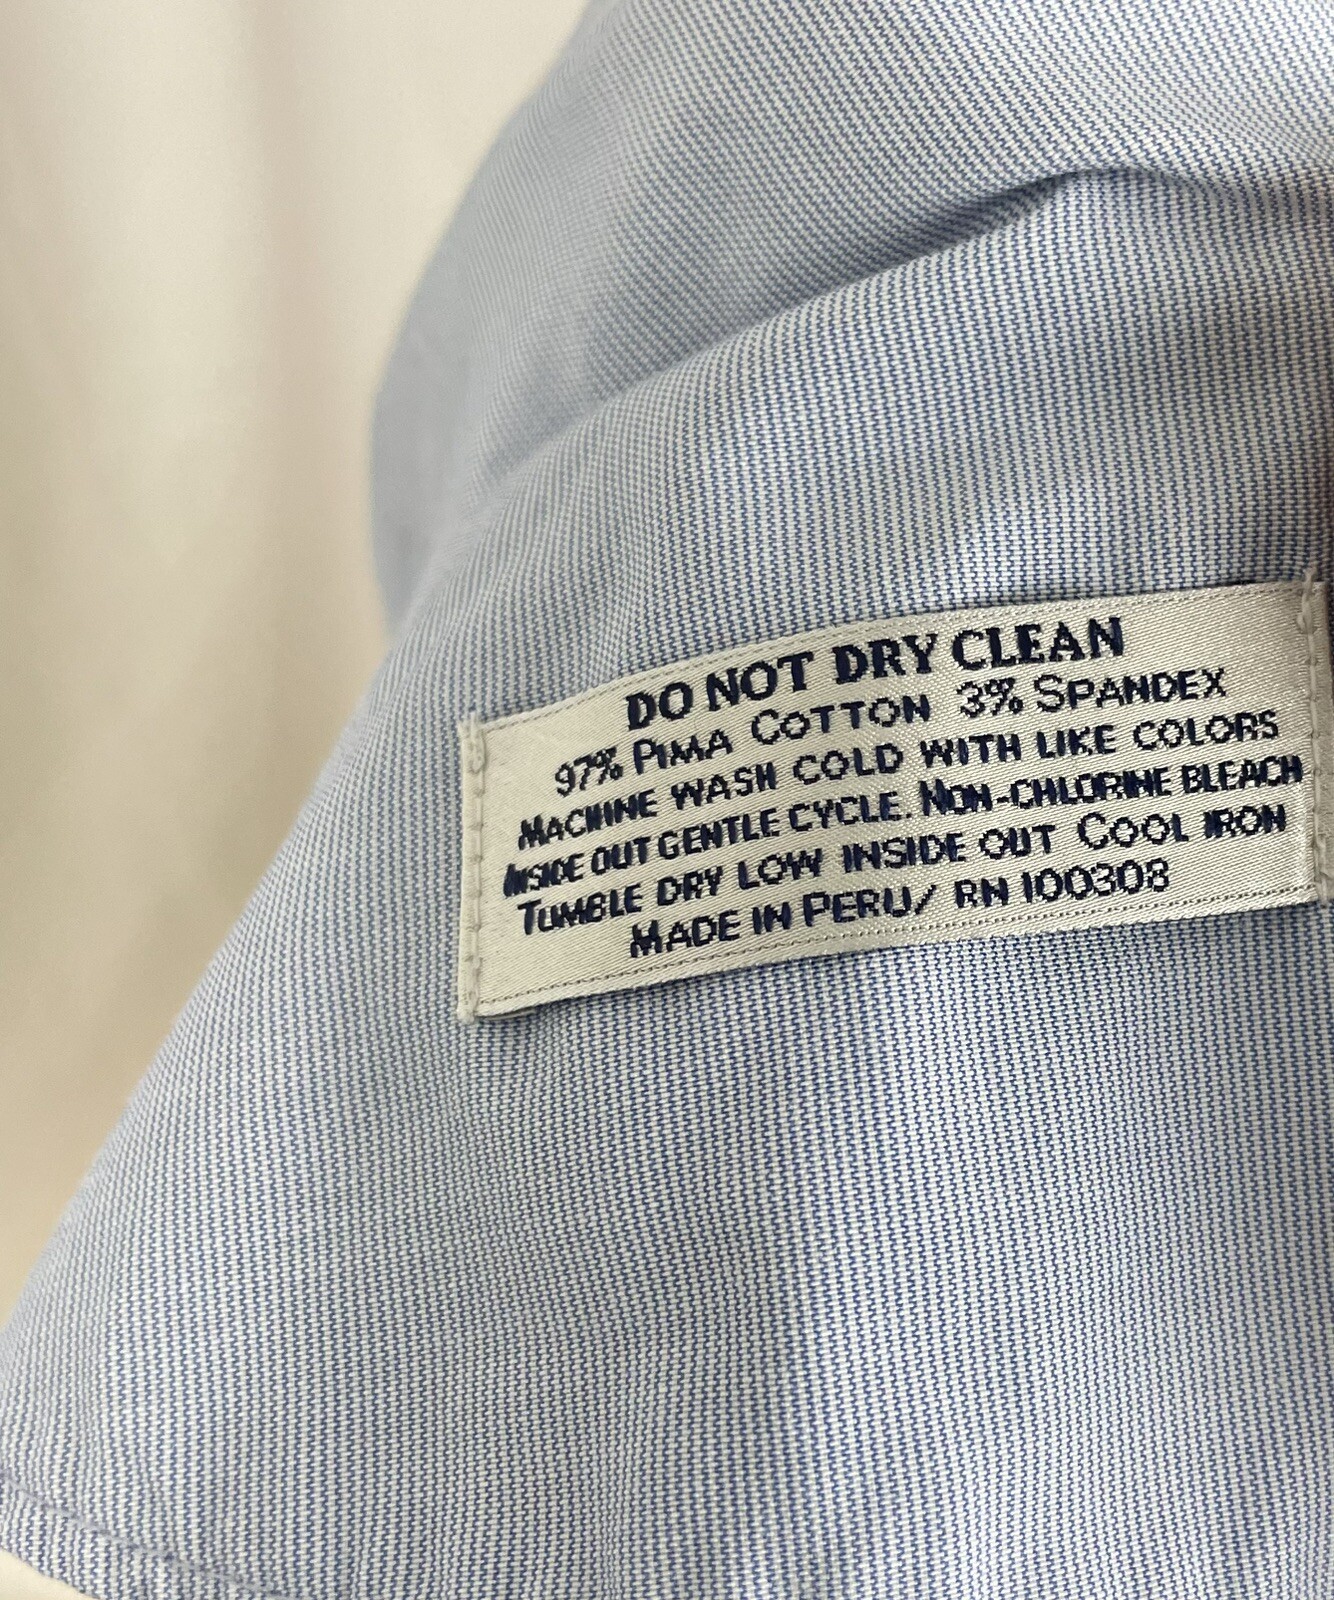 DO NOT DRY CLEAN
97% PIMA COTTON 3% SPANDEX
MACHINE WASH COLD WITH LIKE COLORS
INSIDE OUT GENTLE CYCLE. NON-CHLORINE BLEACH
TUMBLE DRY LOW INSIDE OUT COOL IRON
MADE IN PERU/ RN 100308